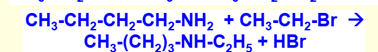 CH₃-CH₂-CH₂-CH₂-NH₂ + CH₃-CH₂-Br →
CH₃-(CH₂)₃-NH-C₂H₅ + HBr